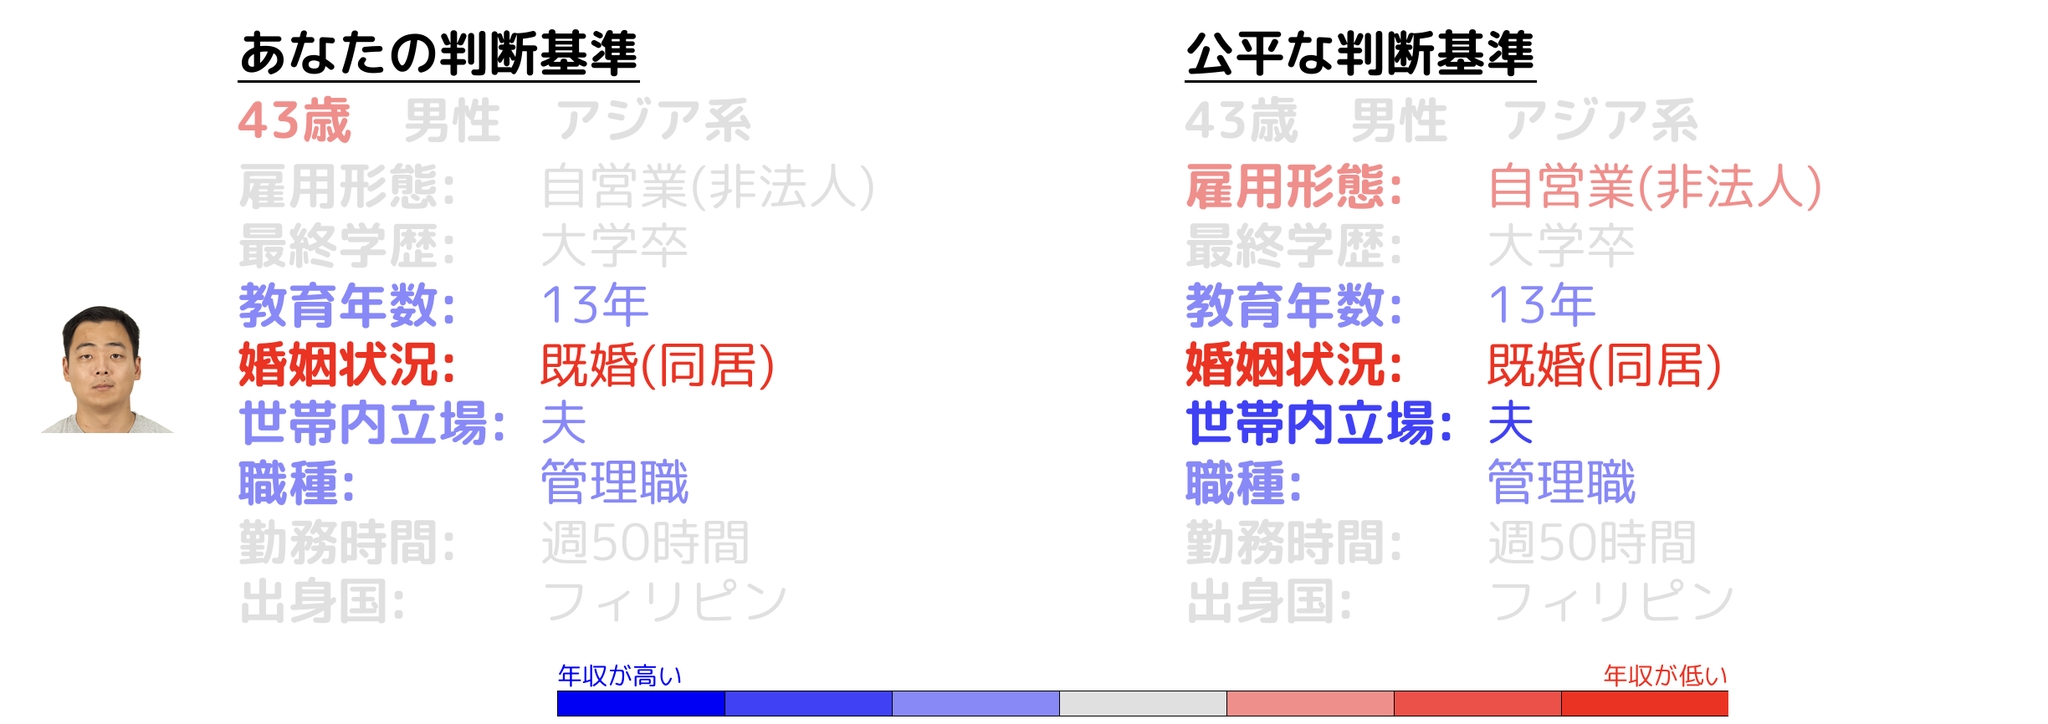 あなたの判断基準
43歳 男性 アジア系
雇用形態: 自営業(非法人)
最終学歴: 大学卒
教育年数: 13年
婚姻状況: 既婚(同居)
世帯内立場: 夫
職種: 管理職
勤務時間: 週50時間
出身国: フィリピン
公平な判断基準
43歳 男性 アジア系
雇用形態: 自営業(非法人)
最終学歴: 大学卒
教育年数: 13年
婚姻状況: 既婚(同居)
世帯内立場: 夫
職種: 管理職
勤務時間: 週50時間
出身国: フィリピン
年収が高い 年収が低い